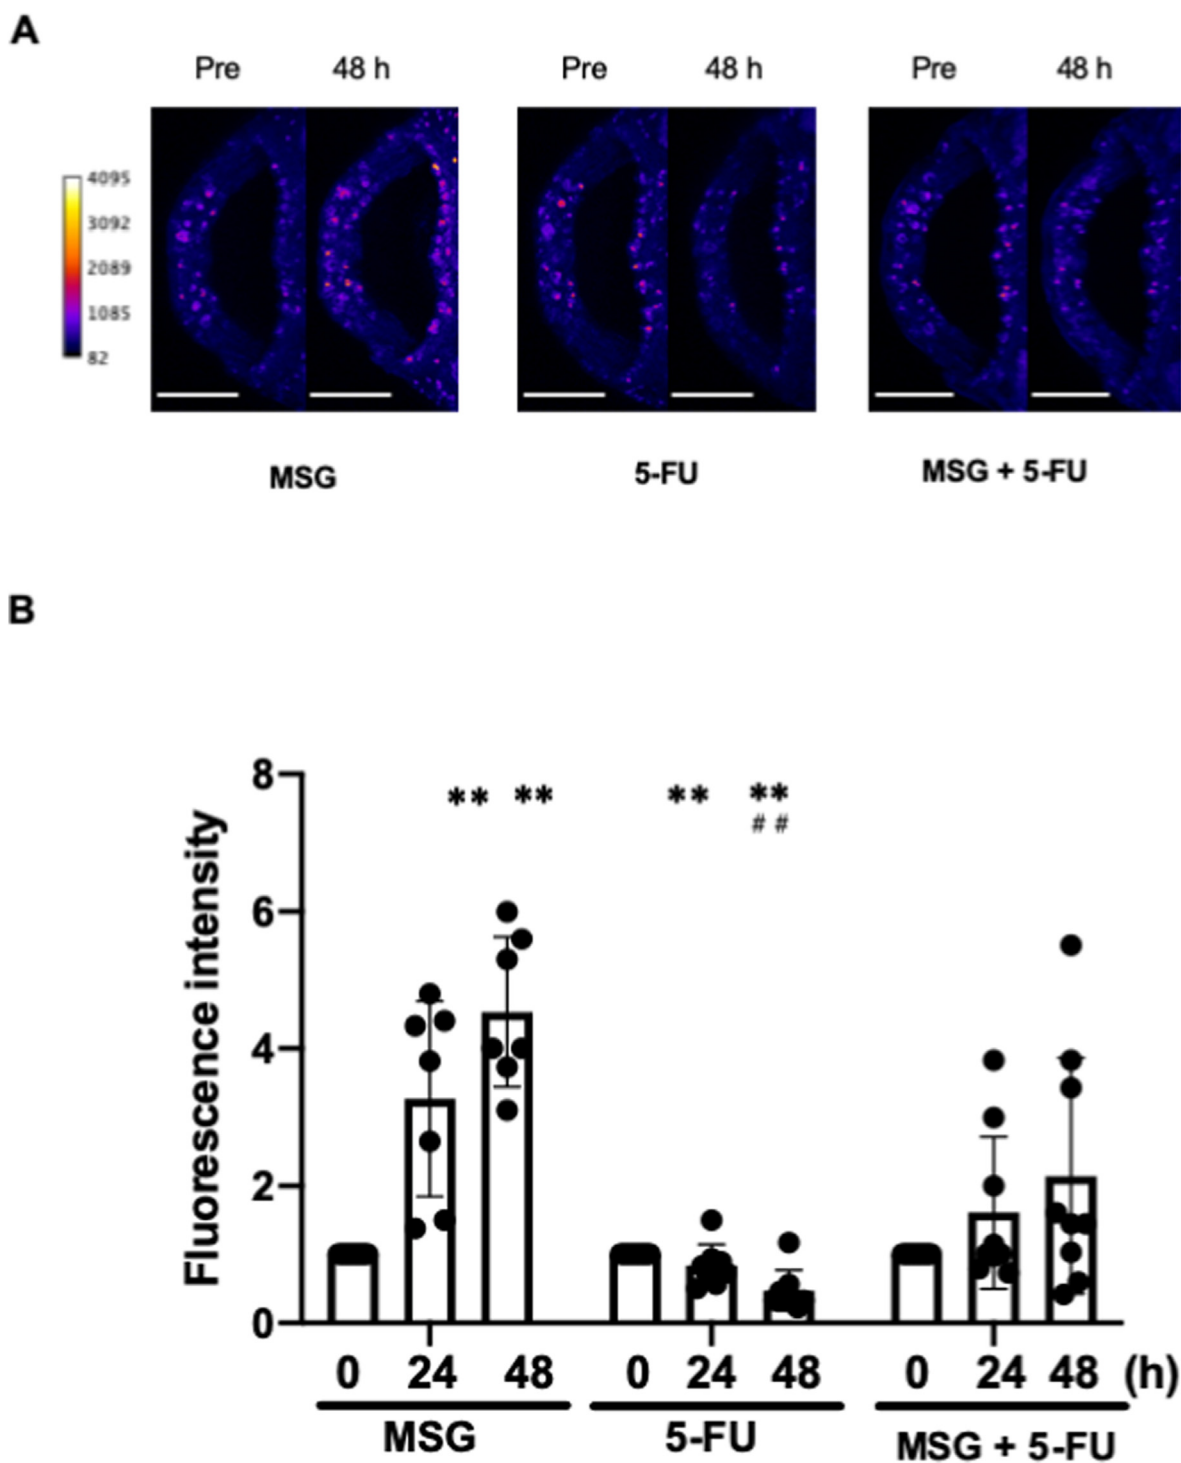 A
Pre 48 h Pre 48 h Pre 48 h
4095
3092
2089
1085
82
MSG 5-FU MSG + 5-FU
B
Fluorescence intensity
8
6
4
2
0
** ** ** **
# #
0 24 48 0 24 48 0 24 48 (h)
MSG 5-FU MSG + 5-FU